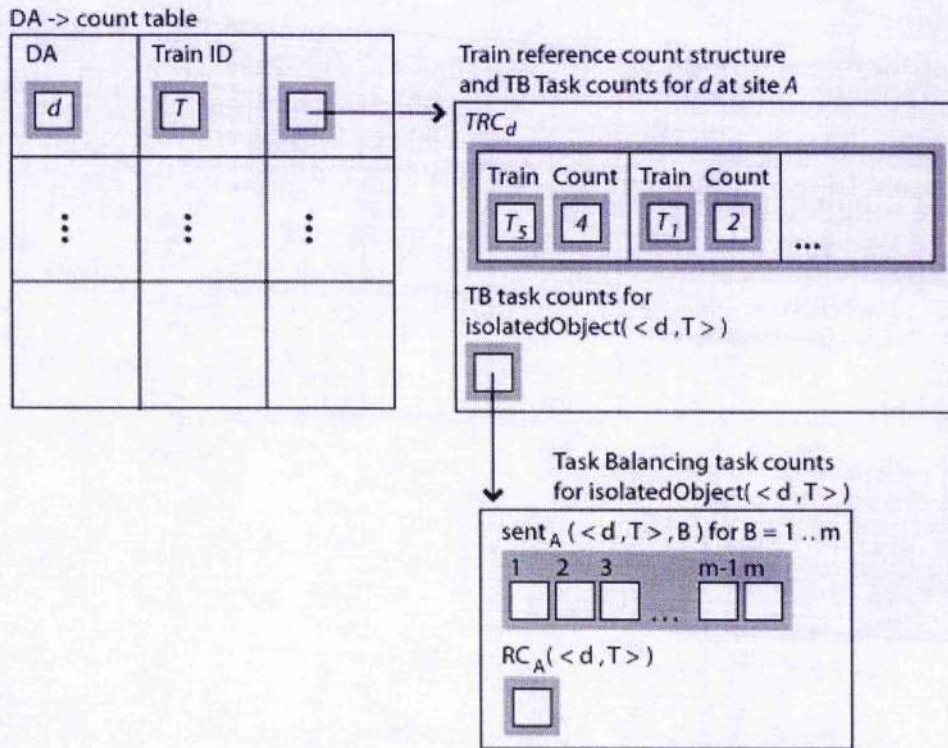 DA -> count table
DA Train ID
d T
⋮ ⋮ ⋮
Train reference count structure
and TB Task counts for d at site A
TRC_d
Train Count Train Count
T_5 4 T_1 2 ...
TB task counts for
isolatedObject( < d , T > )
Task Balancing task counts
for isolatedObject( < d , T > )
sent_A ( < d , T > , B ) for B = 1 .. m
1 2 3 ... m-1 m
RC_A ( < d , T > )